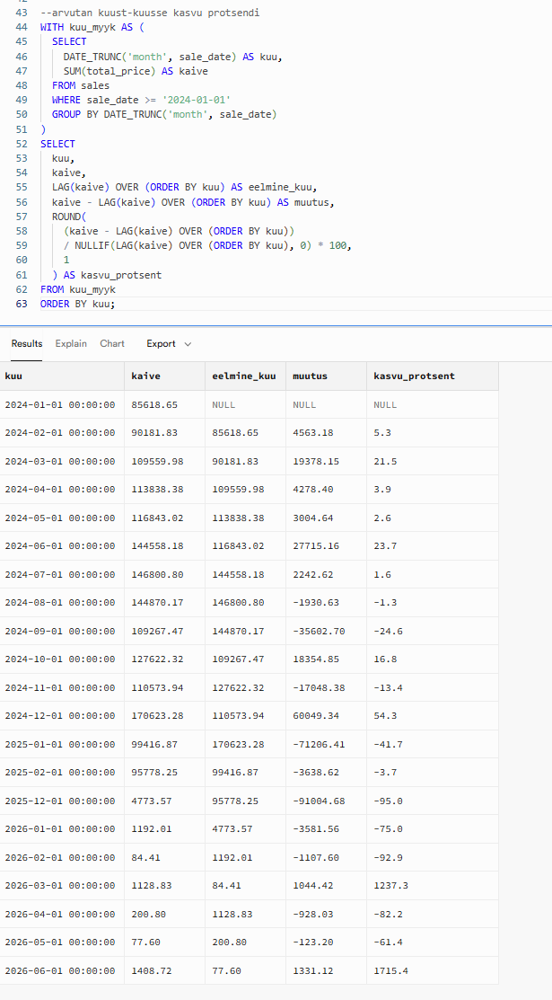 43 --arvutan kuust-kuusse kasvu protsendi
44 WITH kuu_myyk AS (
45 SELECT
46 DATE_TRUNC('month', sale_date) AS kuu,
47 SUM(total_price) AS kaive
48 FROM sales
49 WHERE sale_date >= '2024-01-01'
50 GROUP BY DATE_TRUNC('month', sale_date)
51 )
52 SELECT
53 kuu,
54 kaive,
55 LAG(kaive) OVER (ORDER BY kuu) AS eelmine_kuu,
56 kaive - LAG(kaive) OVER (ORDER BY kuu) AS muutus,
57 ROUND(
58 (kaive - LAG(kaive) OVER (ORDER BY kuu))
59 / NULLIF(LAG(kaive) OVER (ORDER BY kuu), 0) * 100,
60 1
61 ) AS kasvu_protsent
62 FROM kuu_myyk
63 ORDER BY kuu;
Results Explain Chart Export
kuu kaive eelmine_kuu muutus kasvu_protsent
2024-01-01 00:00:00 85618.65 NULL NULL NULL
2024-02-01 00:00:00 90181.83 85618.65 4563.18 5.3
2024-03-01 00:00:00 109559.98 90181.83 19378.15 21.5
2024-04-01 00:00:00 113838.38 109559.98 4278.40 3.9
2024-05-01 00:00:00 116843.02 113838.38 3004.64 2.6
2024-06-01 00:00:00 144558.18 116843.02 27715.16 23.7
2024-07-01 00:00:00 146800.80 144558.18 2242.62 1.6
2024-08-01 00:00:00 144870.17 146800.80 -1930.63 -1.3
2024-09-01 00:00:00 109267.47 144870.17 -35602.70 -24.6
2024-10-01 00:00:00 127622.32 109267.47 18354.85 16.8
2024-11-01 00:00:00 110573.94 127622.32 -17048.38 -13.4
2024-12-01 00:00:00 170623.28 110573.94 60049.34 54.3
2025-01-01 00:00:00 99416.87 170623.28 -71206.41 -41.7
2025-02-01 00:00:00 95778.25 99416.87 -3638.62 -3.7
2025-12-01 00:00:00 4773.57 95778.25 -91004.68 -95.0
2026-01-01 00:00:00 1192.01 4773.57 -3581.56 -75.0
2026-02-01 00:00:00 84.41 1192.01 -1107.60 -92.9
2026-03-01 00:00:00 1128.83 84.41 1044.42 1237.3
2026-04-01 00:00:00 200.80 1128.83 -928.03 -82.2
2026-05-01 00:00:00 77.60 200.80 -123.20 -61.4
2026-06-01 00:00:00 1408.72 77.60 1331.12 1715.4